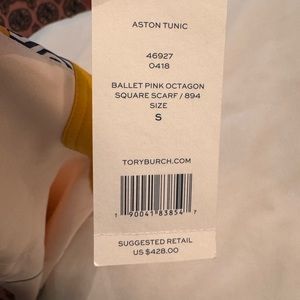 ASTON TUNIC
46927
0418
BALLET PINK OCTAGON
SQUARE SCARF / 894
SIZE
S
TORYBURCH.COM
1 90041 83854 7
SUGGESTED RETAIL
US $428.00